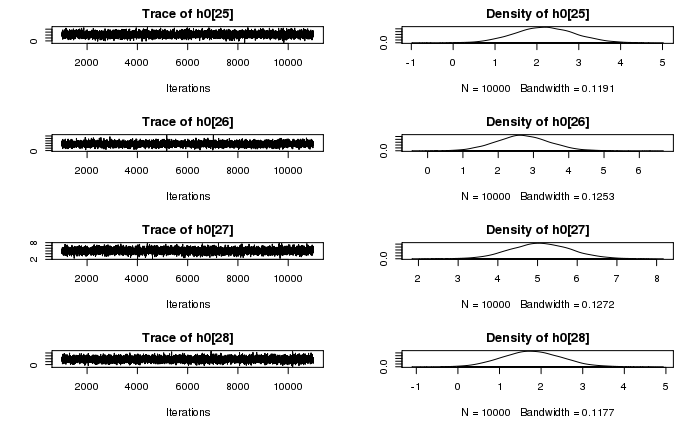 Trace of h0[25]
0
2000 4000 6000 8000 10000
Iterations
Density of h0[25]
0.0
-1 0 1 2 3 4 5
N = 10000 Bandwidth = 0.1191
Trace of h0[26]
0
2000 4000 6000 8000 10000
Iterations
Density of h0[26]
0.0
0 1 2 3 4 5 6
N = 10000 Bandwidth = 0.1253
Trace of h0[27]
2 8
2000 4000 6000 8000 10000
Iterations
Density of h0[27]
0.0
2 3 4 5 6 7 8
N = 10000 Bandwidth = 0.1272
Trace of h0[28]
0
2000 4000 6000 8000 10000
Iterations
Density of h0[28]
0.0
-1 0 1 2 3 4 5
N = 10000 Bandwidth = 0.1177